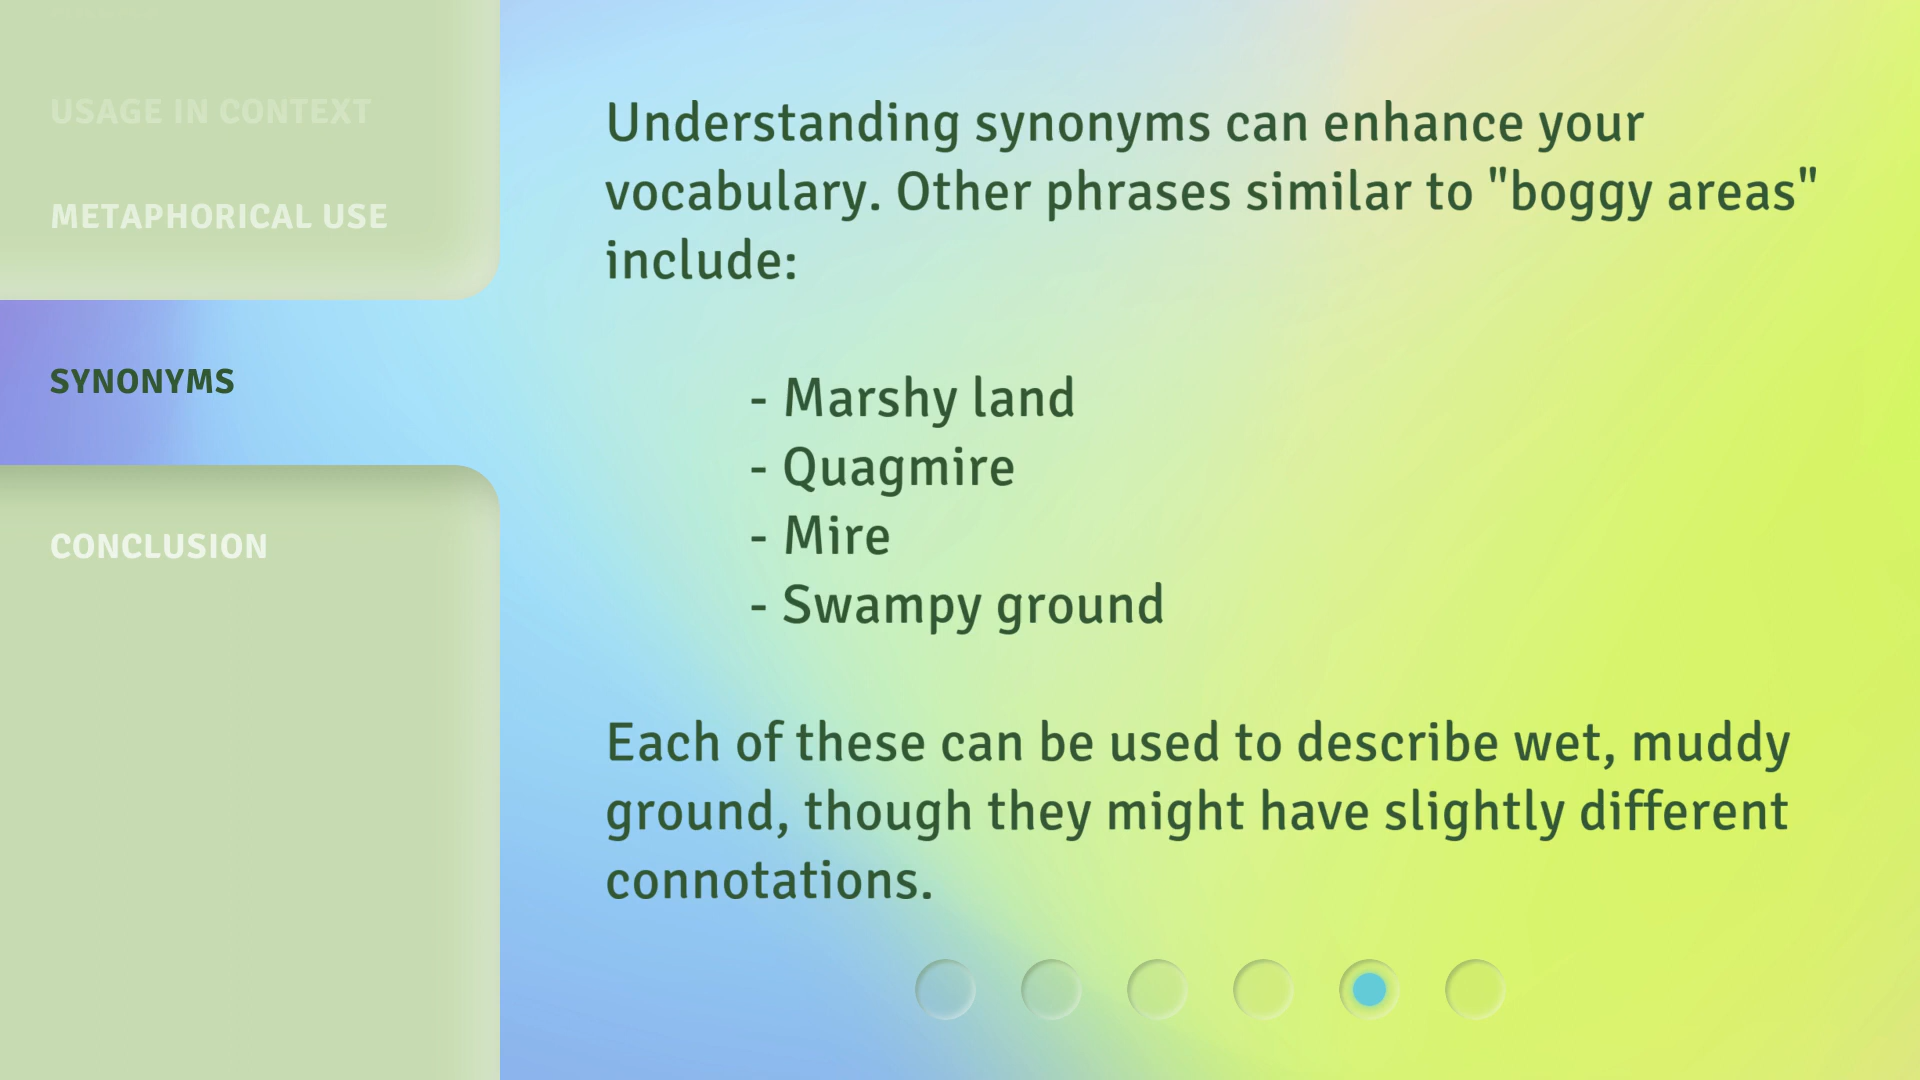 USAGE IN CONTEXT
METAPHORICAL USE
SYNONYMS
CONCLUSION
Understanding synonyms can enhance your
vocabulary. Other phrases similar to "boggy areas"
include:
- Marshy land
- Quagmire
- Mire
- Swampy ground
Each of these can be used to describe wet, muddy
ground, though they might have slightly different
connotations.